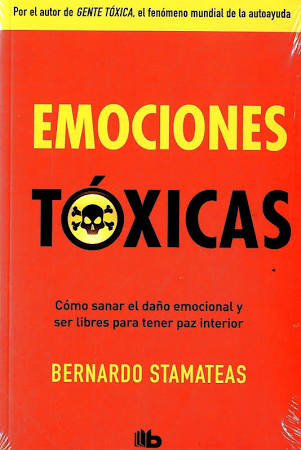 Por el autor de GENTE TÓXICA, el fenómeno mundial de la autoayuda
EMOCIONES
TÓXICAS
Cómo sanar el daño emocional y
ser libres para tener paz interior
BERNARDO STAMATEAS
b